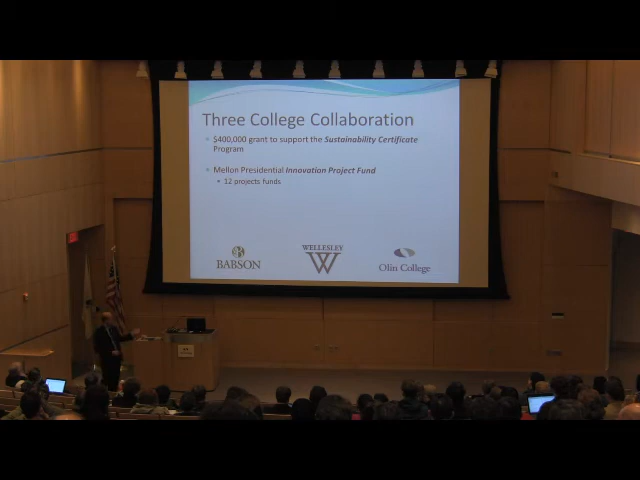 Three College Collaboration
$400,000 grant to support the Sustainability Certificate
Program
Mellon Presidential Innovation Project Fund
12 projects funds
BABSON
WELLESLEY
W
Olin College